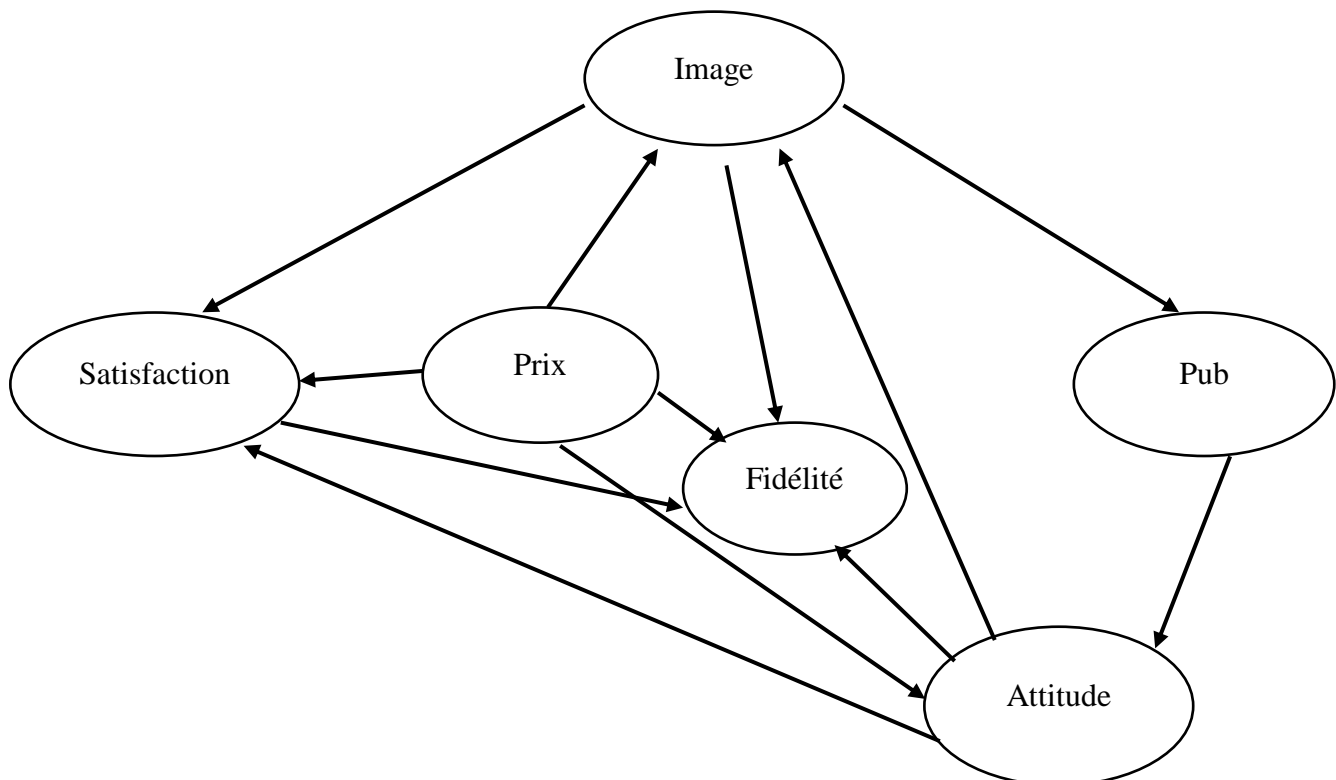 Image
Satisfaction
Prix
Pub
Fidélité
Attitude